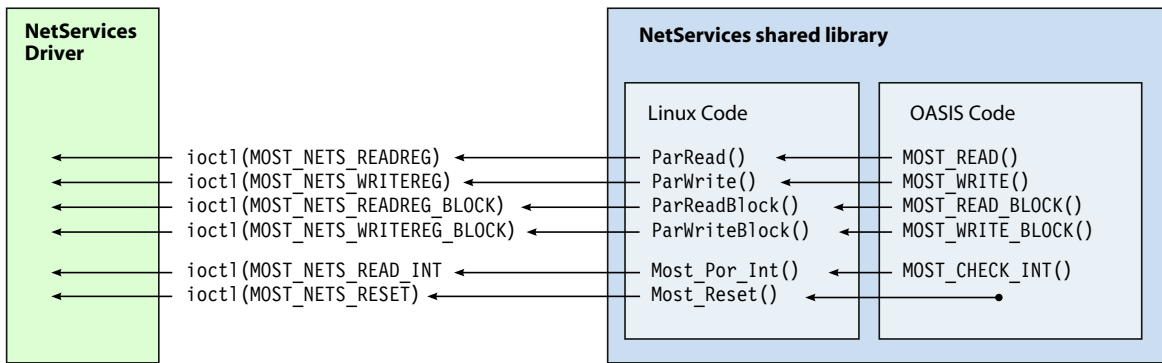 NetServices
Driver
NetServices shared library
Linux Code
OASIS Code
ioctl(MOST_NETS_READREG) ParRead() MOST_READ()
ioctl(MOST_NETS_WRITEREG) ParWrite() MOST_WRITE()
ioctl(MOST_NETS_READREG_BLOCK) ParReadBlock() MOST_READ_BLOCK()
ioctl(MOST_NETS_WRITEREG_BLOCK) ParWriteBlock() MOST_WRITE_BLOCK()
ioctl(MOST_NETS_READ_INT Most_Por_Int() MOST_CHECK_INT()
ioctl(MOST_NETS_RESET) Most_Reset()